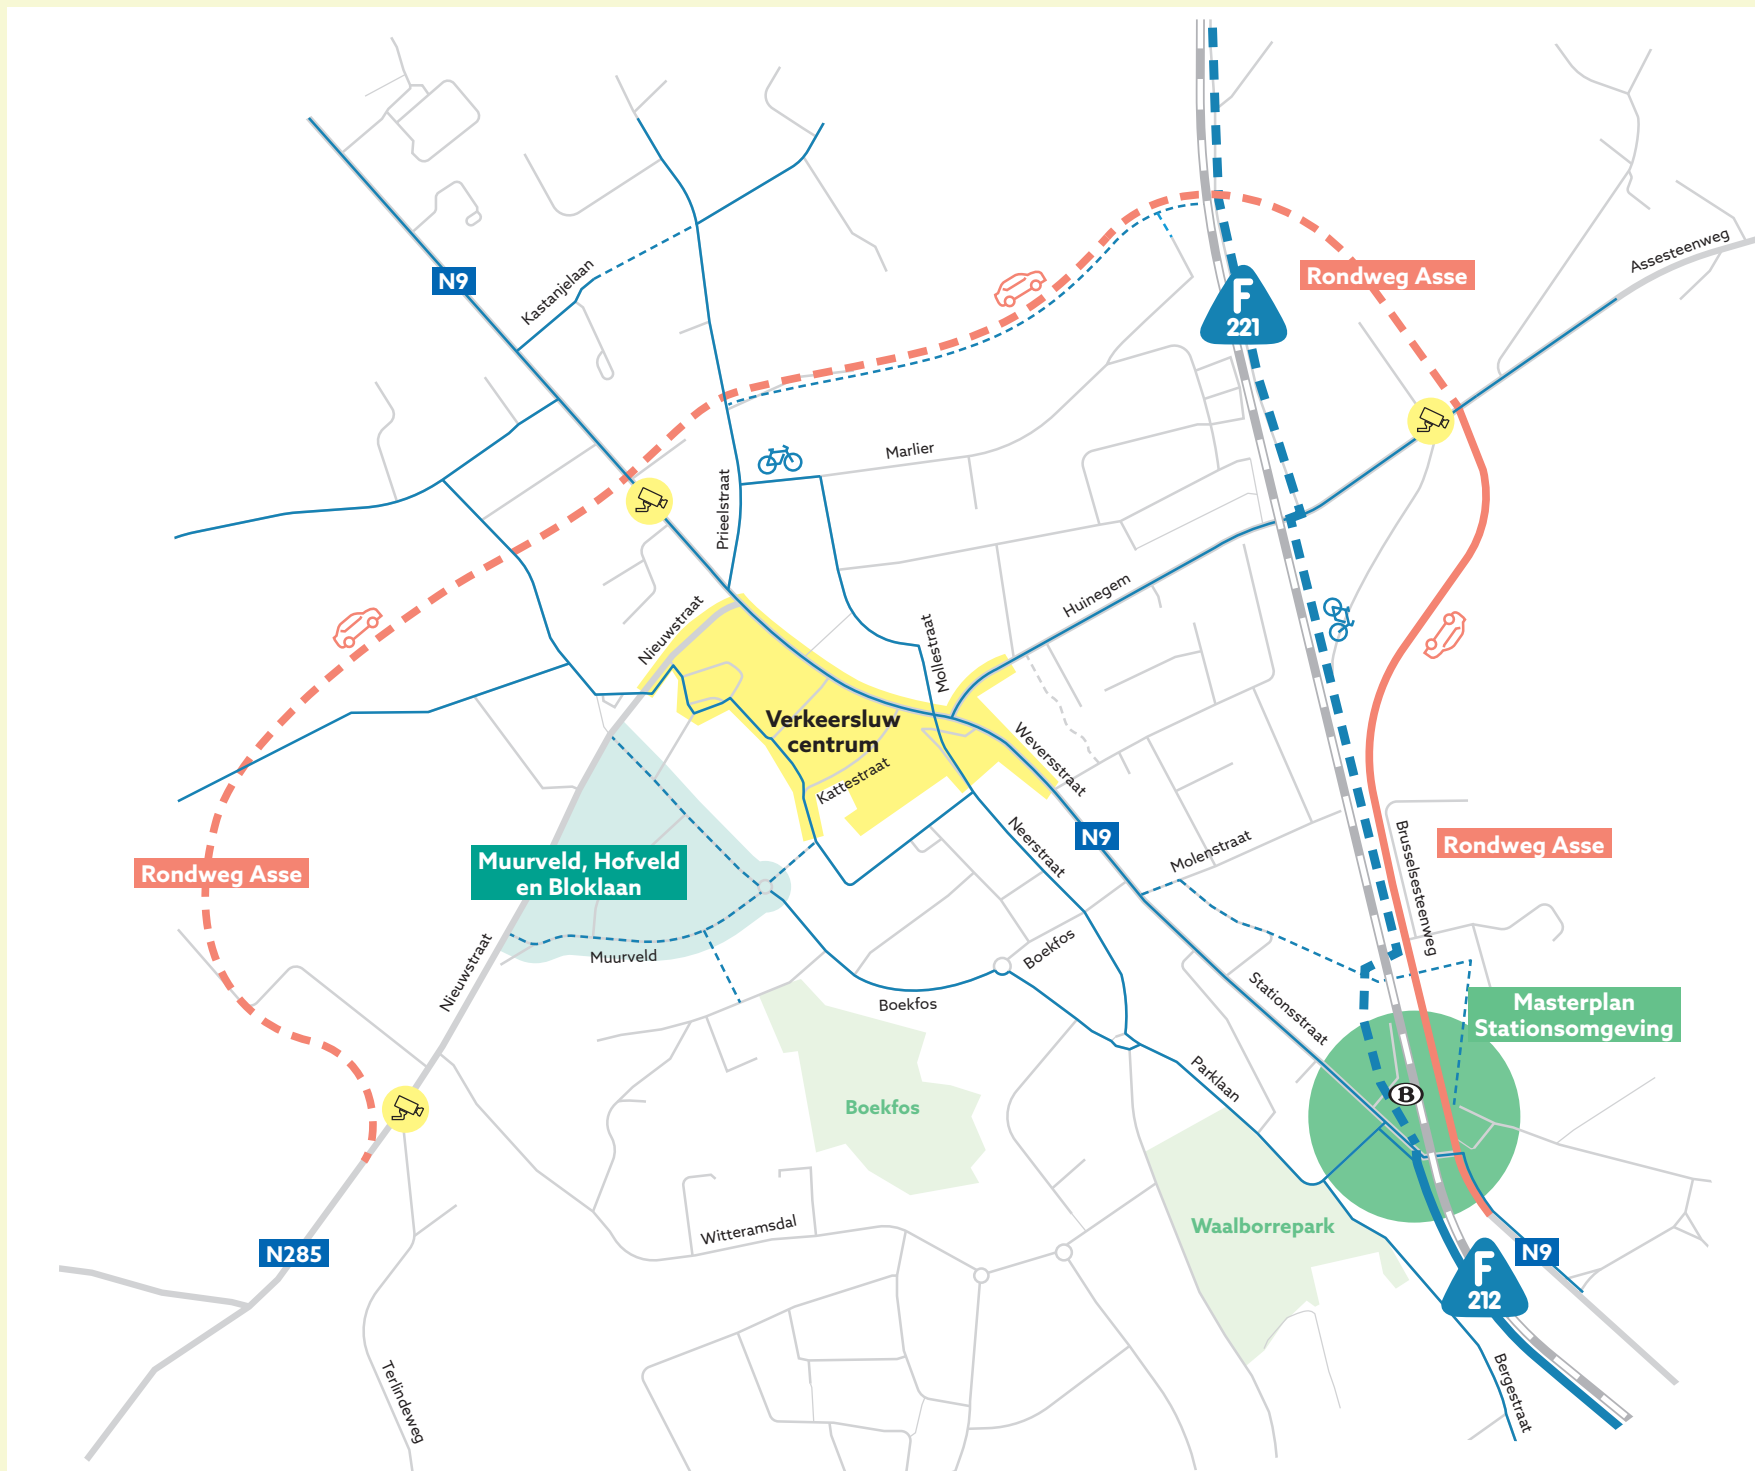 N9
Kastanjelaan
F
221
Rondweg Asse
Assesteenweg
Marlier
Prieelstraat
Nieuwstraat
Mollestraat
Huinegem
Verkeersluw
centrum
Kattestraat
Weversstraat
N9
Neerstraat
Molenstraat
Brusselsesteenweg
Rondweg Asse
Rondweg Asse
Muurveld, Hofveld
en Bloklaan
Muurveld
Nieuwstraat
Boekfos
Boekfos
Stationsstraat
Masterplan
Stationsomgeving
Parklaan
B
Boekfos
Waalborrepark
Witteramsdal
N285
N9
F
212
Terlindeweg
Bergestraat